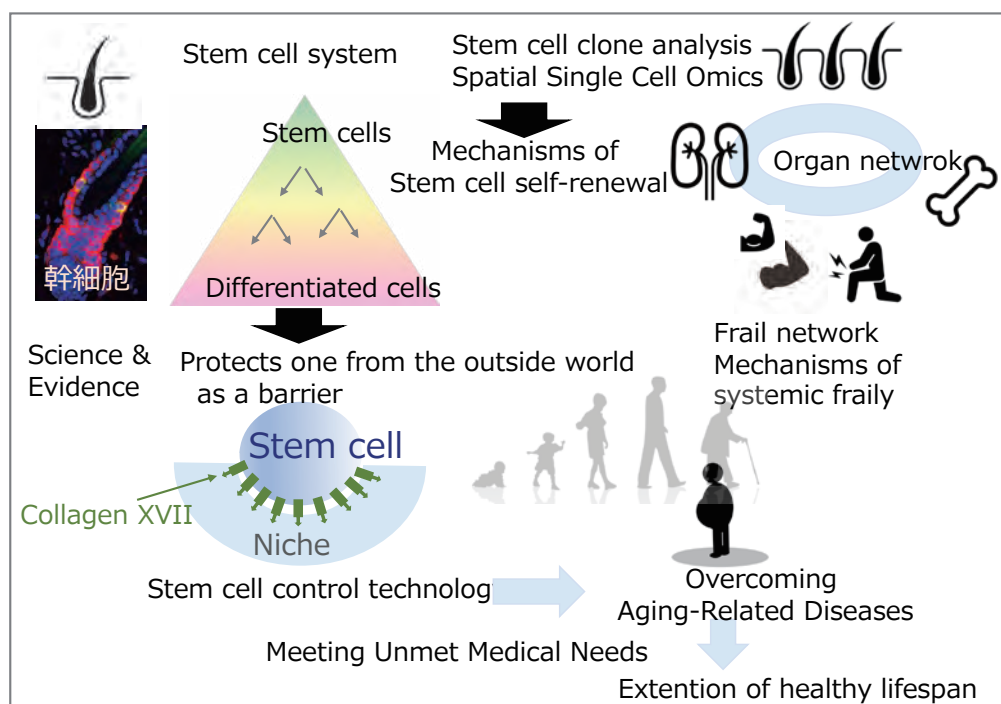 Stem cell system
Stem cell clone analysis
Spatial Single Cell Omics
Stem cells
Mechanisms of
Stem cell self-renewal
Organ netwrok
幹細胞
Differentiated cells
Science &
Evidence
Protects one from the outside world
as a barrier
Frail network
Mechanisms of
systemic fraily
Stem cell
Collagen XVII
Niche
Stem cell control technology
Overcoming
Aging-Related Diseases
Meeting Unmet Medical Needs
Extention of healthy lifespan